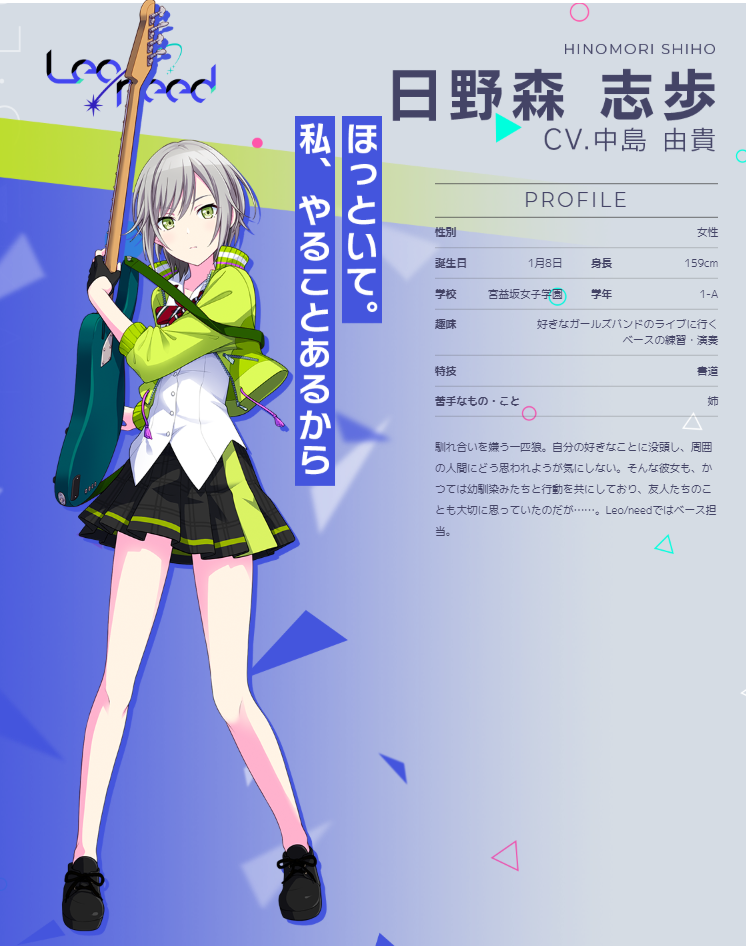 Leo/need
HINOMORI SHIHO
日野森 志歩
CV.中島 由貴
ほっといて。
私、やることあるから
PROFILE
性別 女性
誕生日 1月8日 身長 159cm
学校 宮益坂女子学園 学年 1-A
趣味 好きなガールズバンドのライブに行く
ベースの練習・演奏
特技 書道
苦手なもの・こと 姉
馴れ合いを嫌う一匹狼。自分の好きなことに没頭し、周囲
の人間にどう思われようが気にしない。そんな彼女も、か
つては幼馴染みたちと行動を共にしており、友人たちのこ
とも大切に思っていたのだが……。Leo/needではベース担
当。